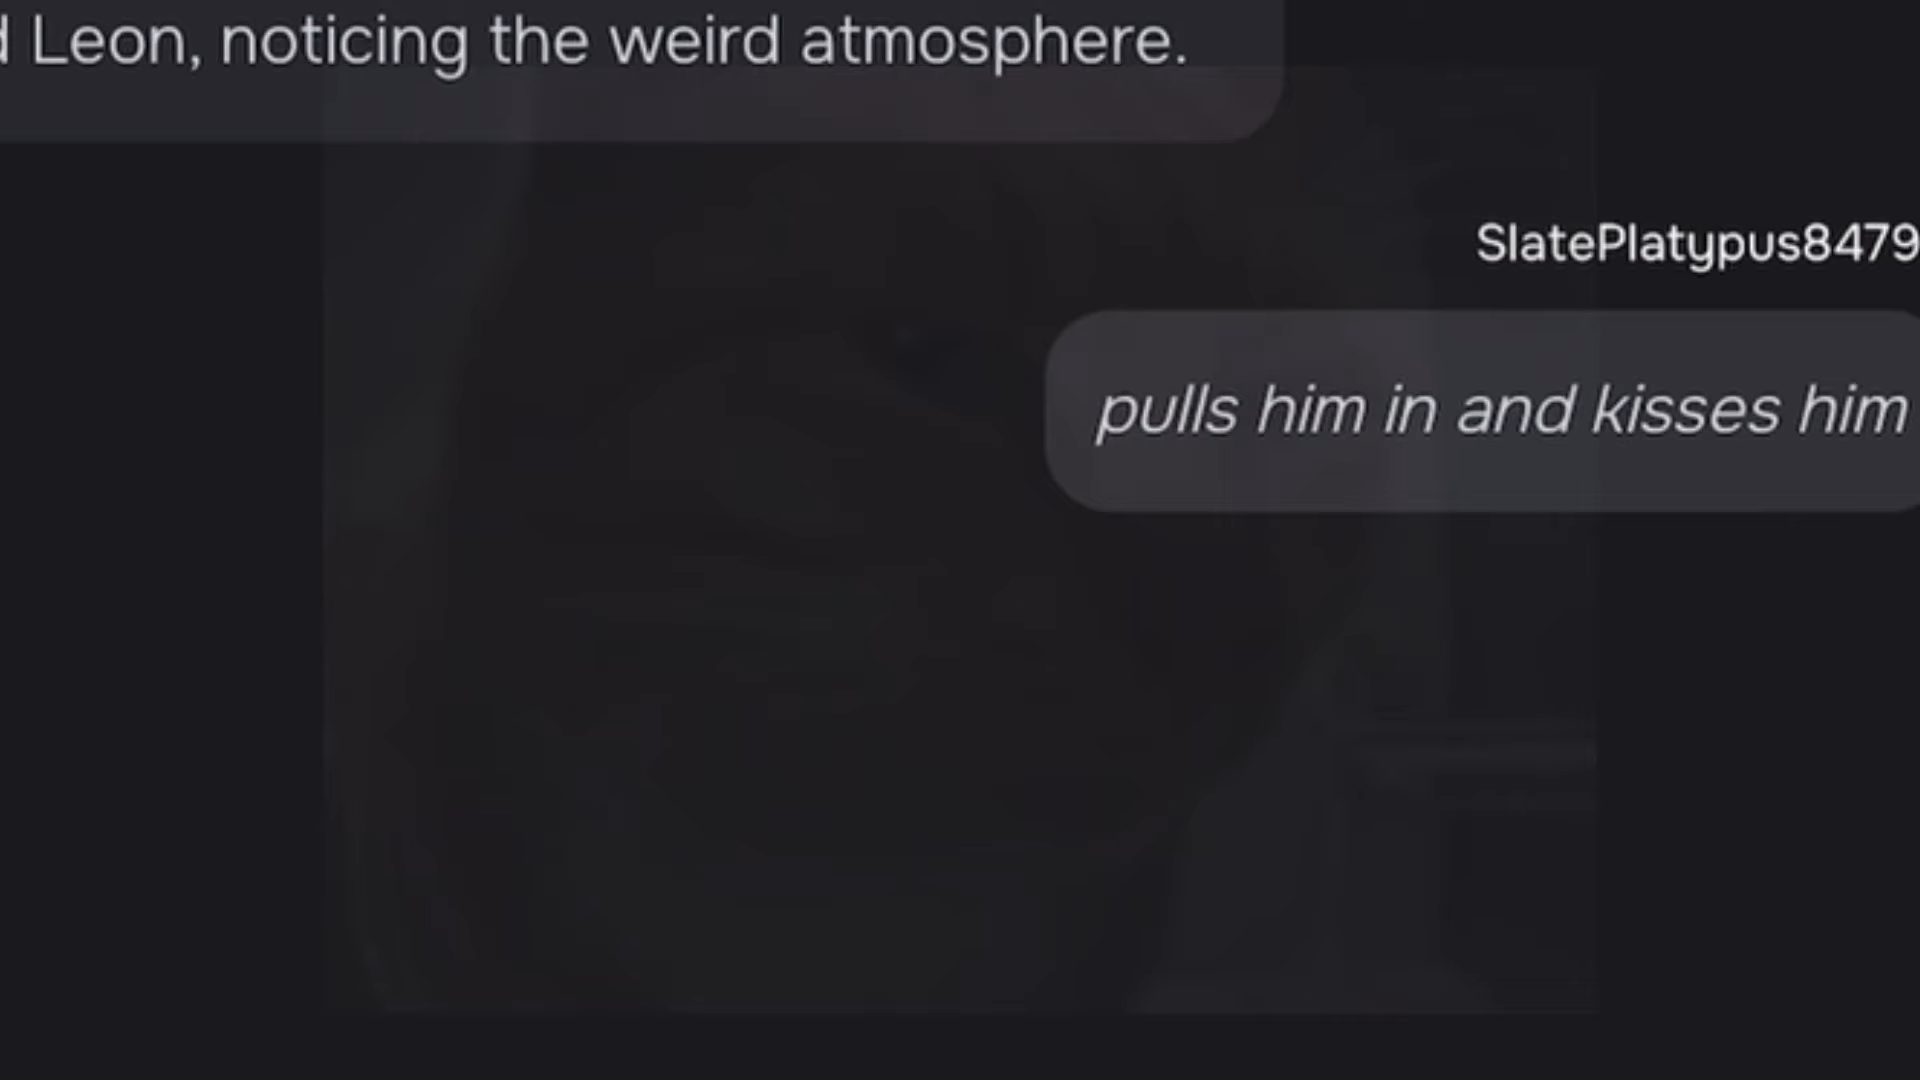 Leon, noticing the weird atmosphere.
SlatePlatypus8479
pulls him in and kisses him